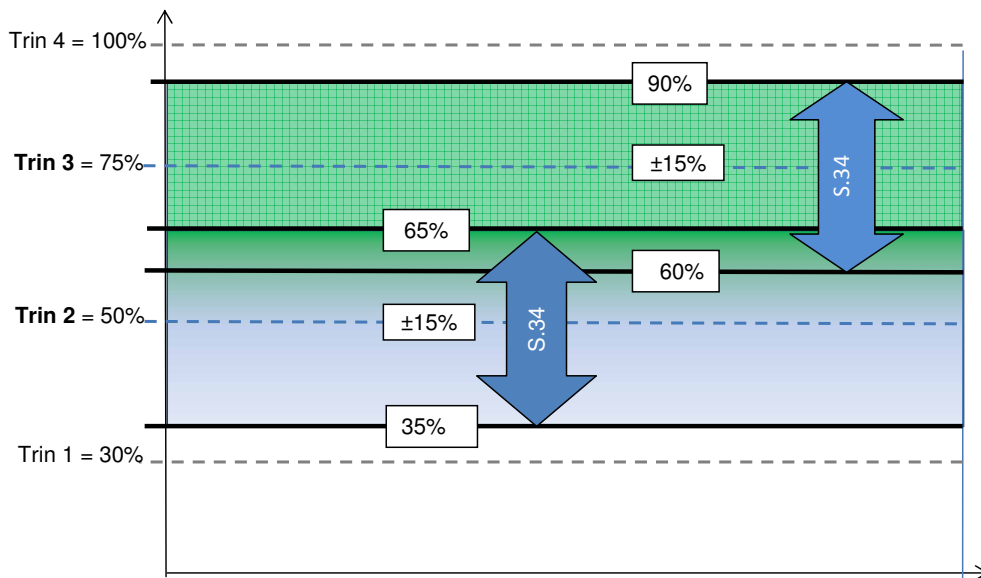 Trin 4 = 100%
90%
Trin 3 = 75%
±15%
S.34
65%
60%
Trin 2 = 50%
±15%
S.34
35%
Trin 1 = 30%